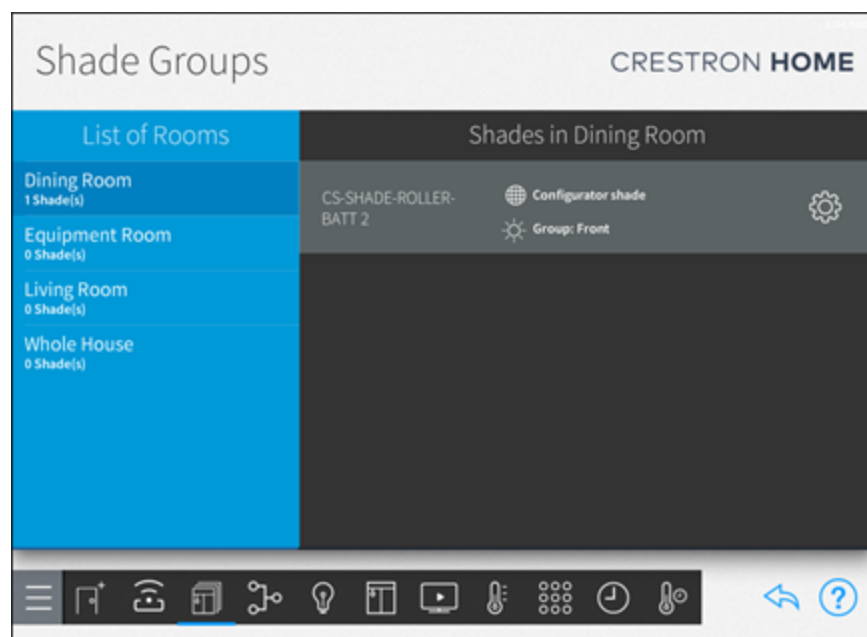 Shade Groups
CRESTRON HOME
List of Rooms
Shades in Dining Room
Dining Room
1 Shade(s)
Equipment Room
0 Shade(s)
Living Room
0 Shade(s)
Whole House
0 Shade(s)
CS-SHADE-ROLLER-
BATT 2
Configurator shade
Group: Front
?